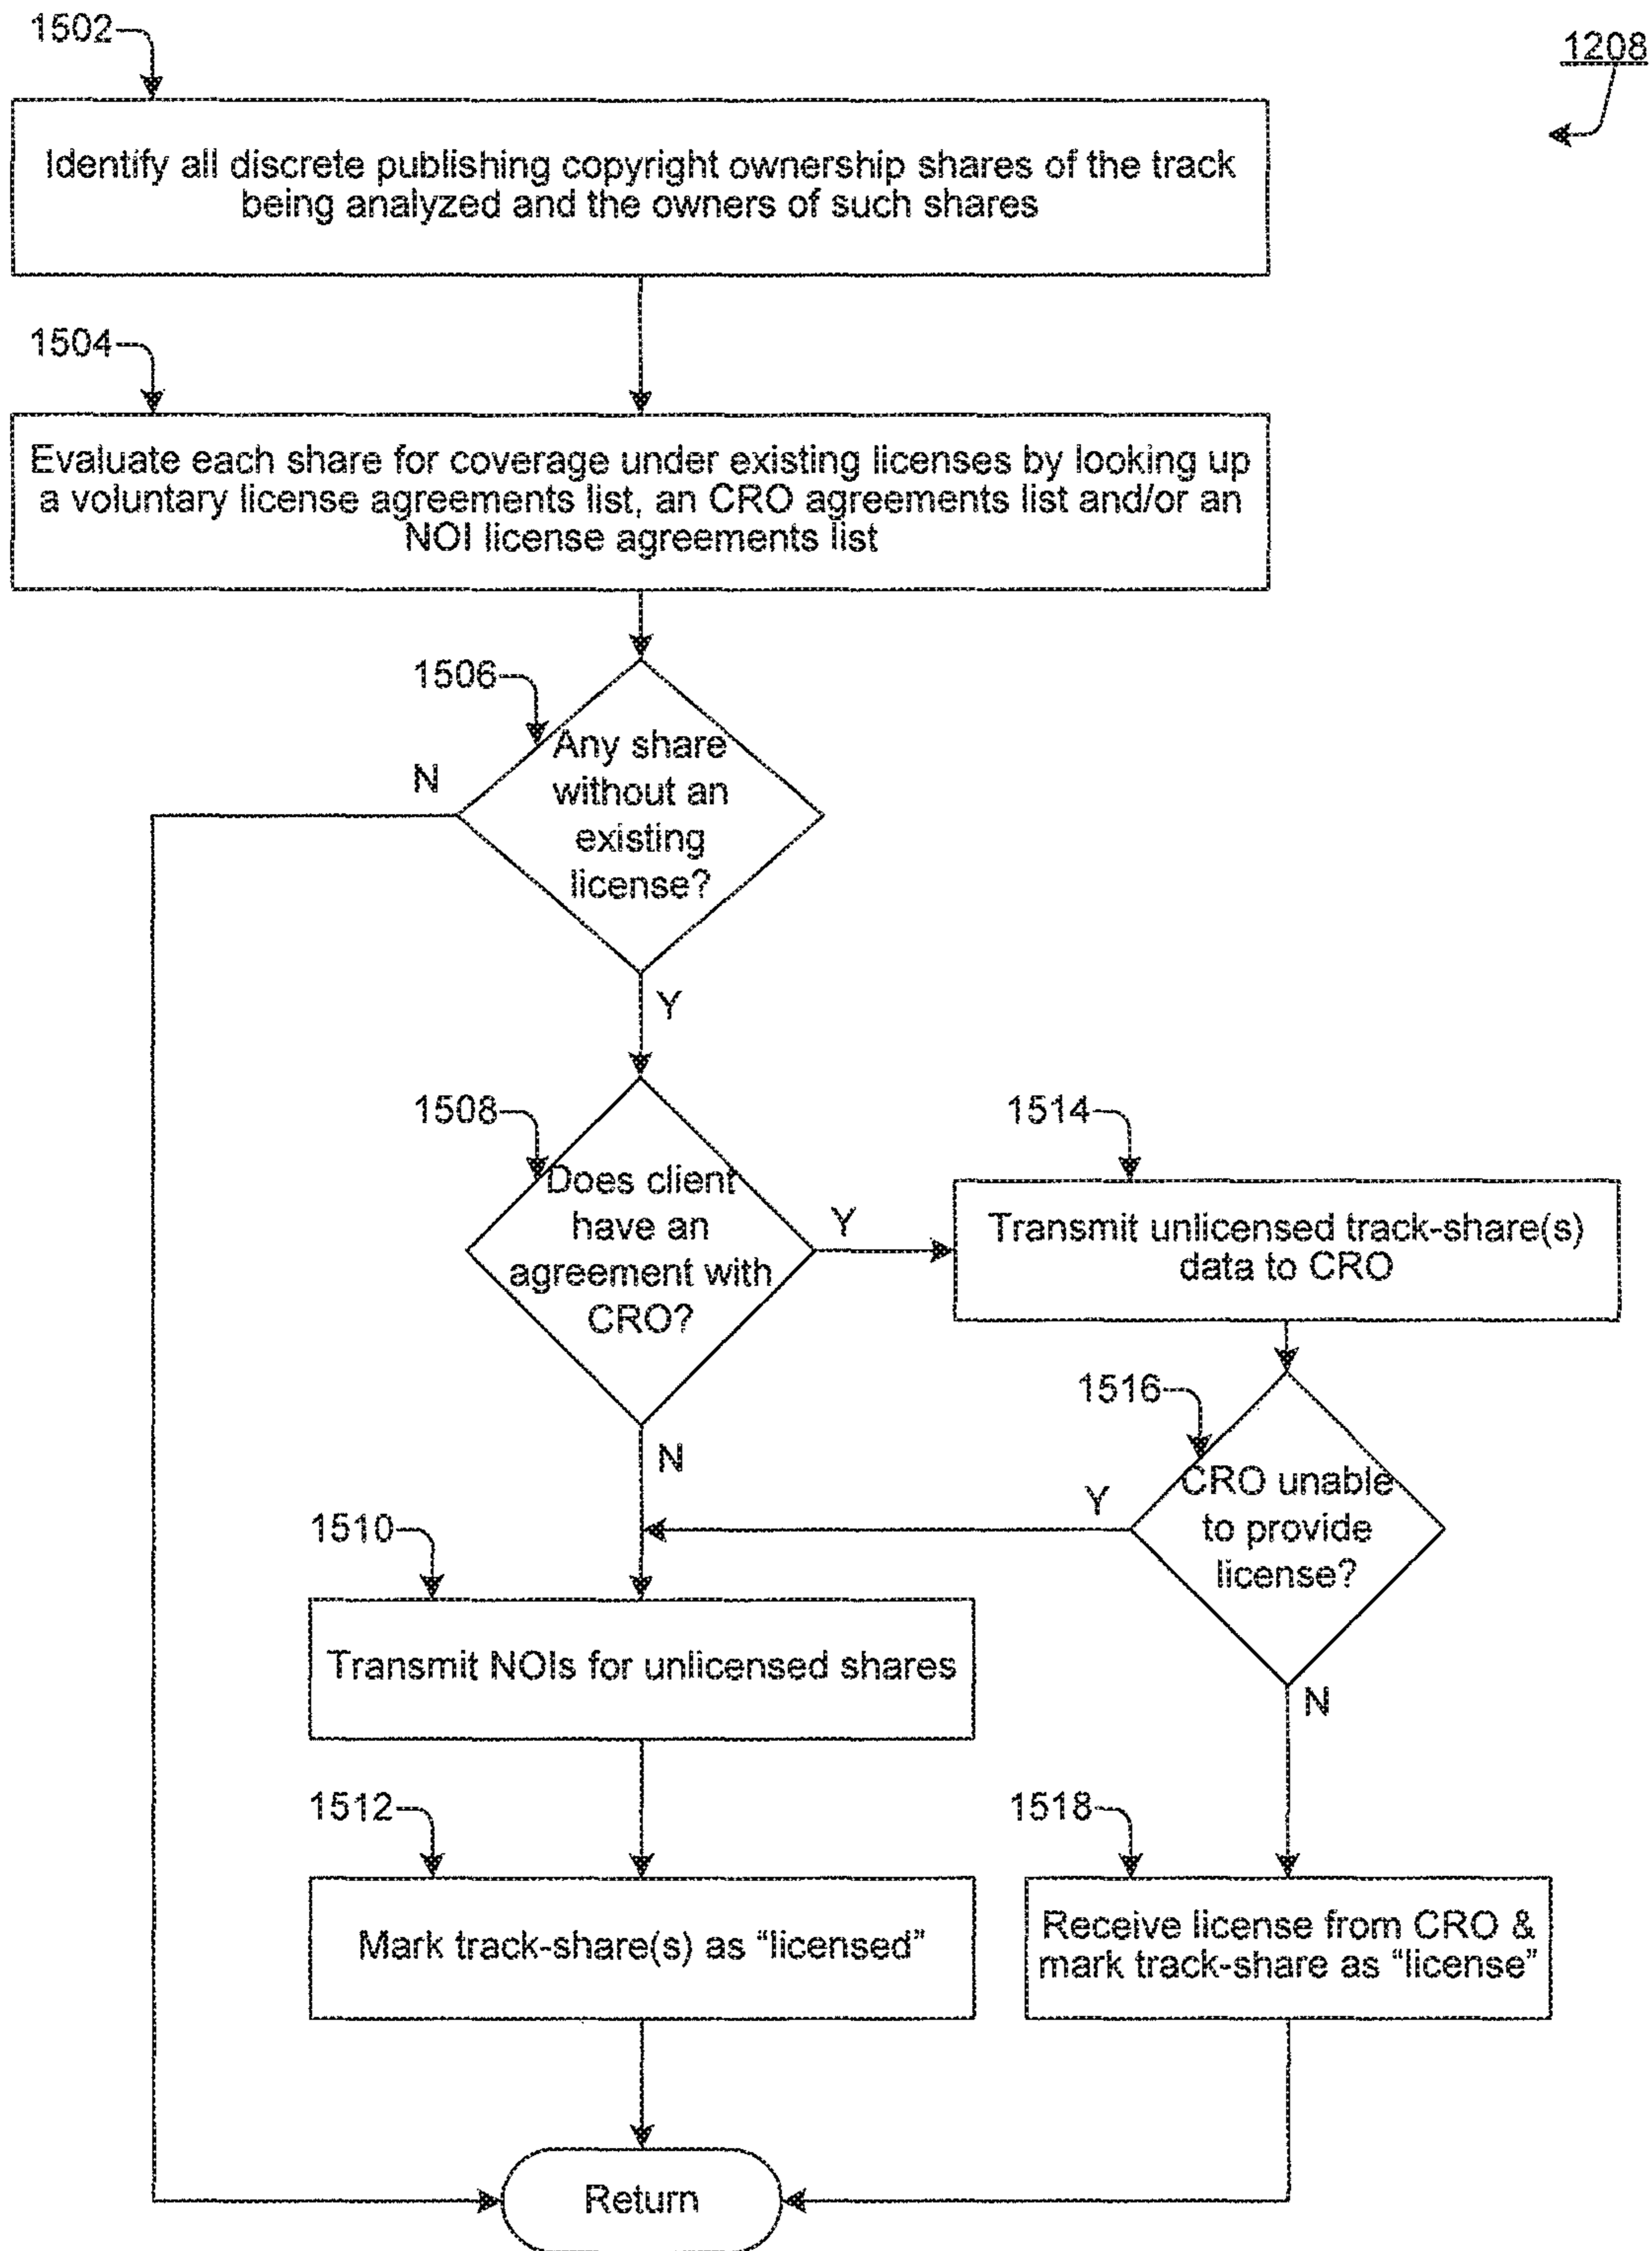 1502
1208
Identify all discrete publishing copyright ownership shares of the track
being analyzed and the owners of such shares
1504
Evaluate each share for coverage under existing licenses by looking up
a voluntary license agreements list, an CRO agreements list and/or an
NOI license agreements list
1506
Any share
without an
existing
license?
N
Y
1508
Does client
have an
agreement with
CRO?
Y
N
1514
Transmit unlicensed track-share(s)
data to CRO
1516
CRO unable
to provide
license?
Y
N
1510
Transmit NOIs for unlicensed shares
1512
Mark track-share(s) as “licensed”
1518
Receive license from CRO &
mark track-share as “license”
Return